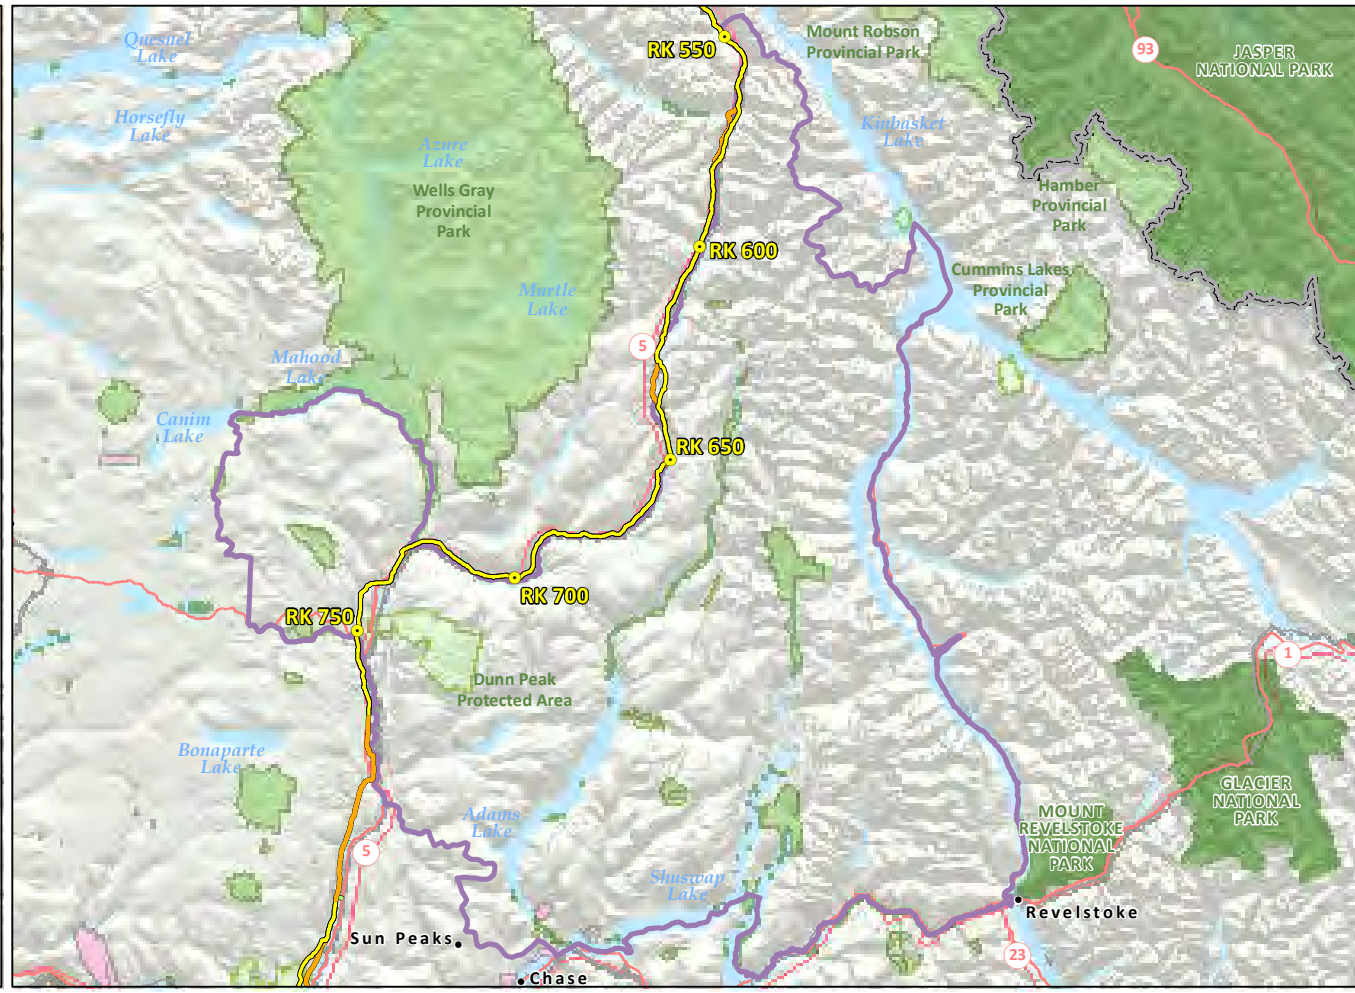 Quesnel
Lake
RK 550
Mount Robson
Provincial Park
93
JASPER
NATIONAL PARK
Horsefly
Lake
Azure
Lake
Kinbasket
Lake
Wells Gray
Provincial
Park
Hamber
Provincial
Park
RK 600
Murtle
Lake
Cummins Lakes
Provincial
Park
5
Mahood
Lake
Canim
Lake
RK 650
RK 700
RK 750
1
Dunn Peak
Protected Area
Bonaparte
Lake
GLACIER
NATIONAL
PARK
Adams
Lake
MOUNT
REVELSTOKE
NATIONAL
PARK
5
Shuswap
Lake
Revelstoke
Sun Peaks
23
Chase